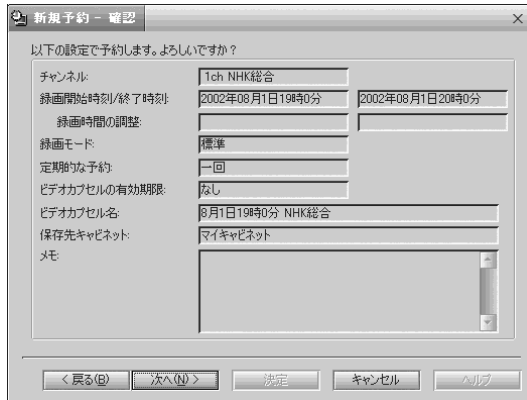 新規予約 - 確認
以下の設定で予約します。よろしいですか?
チャンネル: 1ch NHK総合
録画開始時刻/終了時刻: 2002年08月1日19時0分 2002年08月1日20時0分
録画時間の調整:
録画モード: 標準
定期的な予約: 一回
ビデオカプセルの有効期限: なし
ビデオカプセル名: 8月1日19時0分 NHK総合
保存先キャビネット: マイキャビネット
メモ:
< 戻る(B) 次へ(N) > 決定 キャンセル ヘルプ